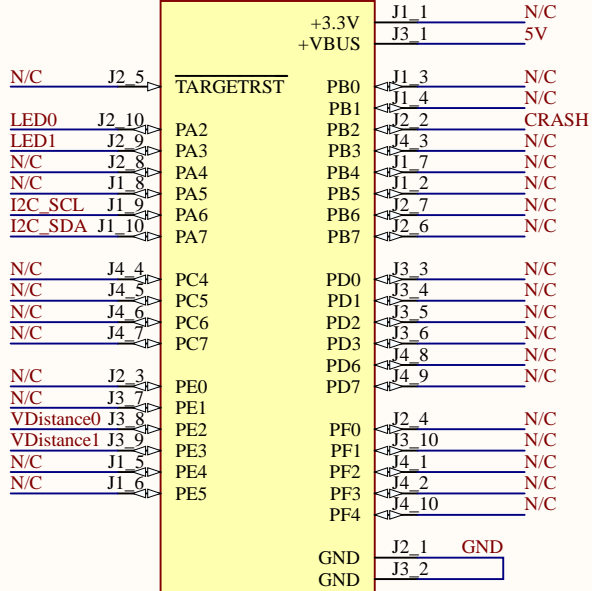 +3.3V J1_1 N/C
+VBUS J3_1 5V
N/C J2_5 TARGETRST PB0 J1_3 N/C
PB1 J1_4 N/C
LED0 J2_10 PA2 PB2 J2_2 CRASH
LED1 J2_9 PA3 PB3 J4_3 N/C
N/C J2_8 PA4 PB4 J1_7 N/C
N/C J1_8 PA5 PB5 J1_2 N/C
I2C_SCL J1_9 PA6 PB6 J2_7 N/C
I2C_SDA J1_10 PA7 PB7 J2_6 N/C
N/C J4_4 PC4 PD0 J3_3 N/C
N/C J4_5 PC5 PD1 J3_4 N/C
N/C J4_6 PC6 PD2 J3_5 N/C
N/C J4_7 PC7 PD3 J3_6 N/C
PD6 J4_8 N/C
N/C J2_3 PE0 PD7 J4_9 N/C
N/C J3_7 PE1
VDistance0 J3_8 PE2 PF0 J2_4 N/C
VDistance1 J3_9 PE3 PF1 J3_10 N/C
N/C J1_5 PE4 PF2 J4_1 N/C
N/C J1_6 PE5 PF3 J4_2 N/C
PF4 J4_10 N/C
GND J2_1 GND
GND J3_2